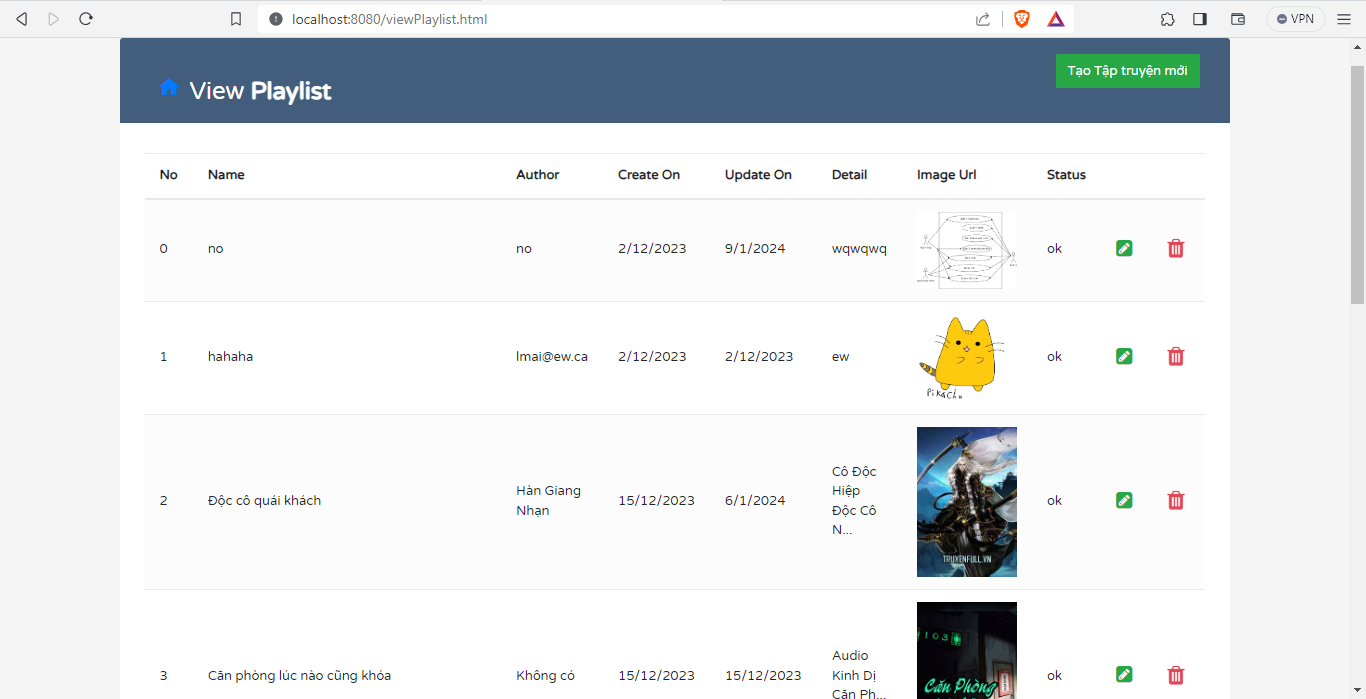 localhost:8080/viewPlaylist.html
VPN
View Playlist
Tạo Tập truyện mới
No Name Author Create On Update On Detail Image Url Status
0 no no 2/12/2023 9/1/2024 wqwqwq ok
1 hahaha lmai@ew.ca 2/12/2023 2/12/2023 ew ok
Pikachu
2 Độc cô quái khách Hàn Giang Nhạn 15/12/2023 6/1/2024 ok
Cô Độc
Hiệp
Độc Cô
N...
TRUYENFULL.VN
3 Căn phòng lúc nào cũng khóa Không có 15/12/2023 15/12/2023 ok
Audio
Kinh Dị
Căn Ph...
103
Căn Phòng